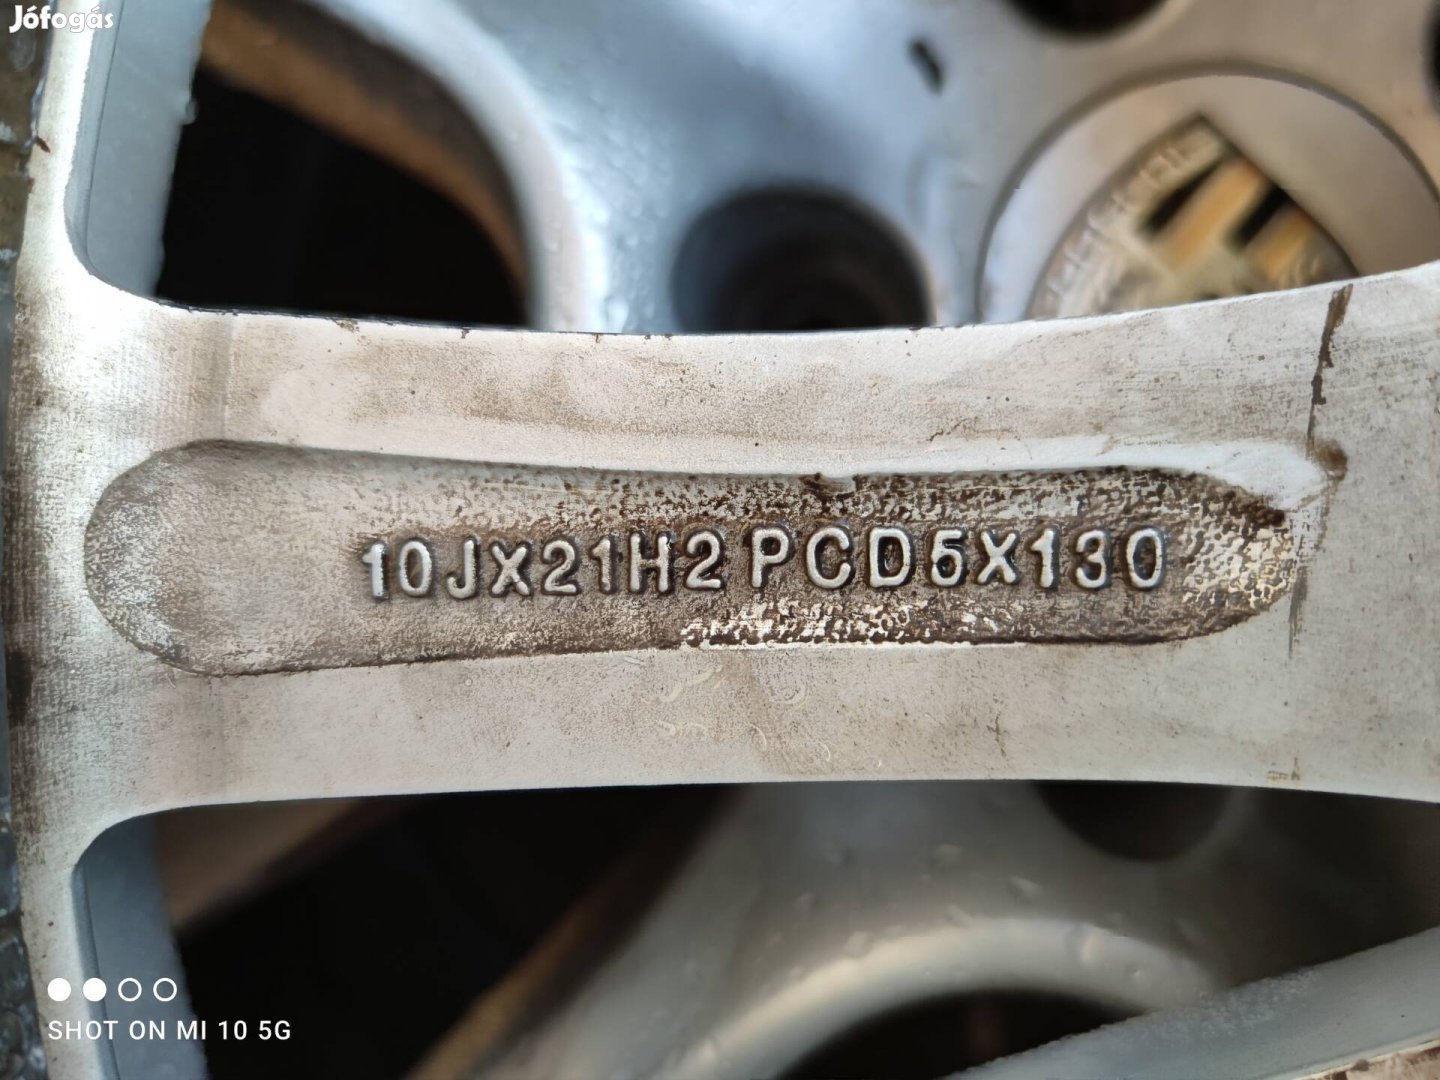 Jófogás
10JX21H2 PCD5X130
SHOT ON MI 10 5G